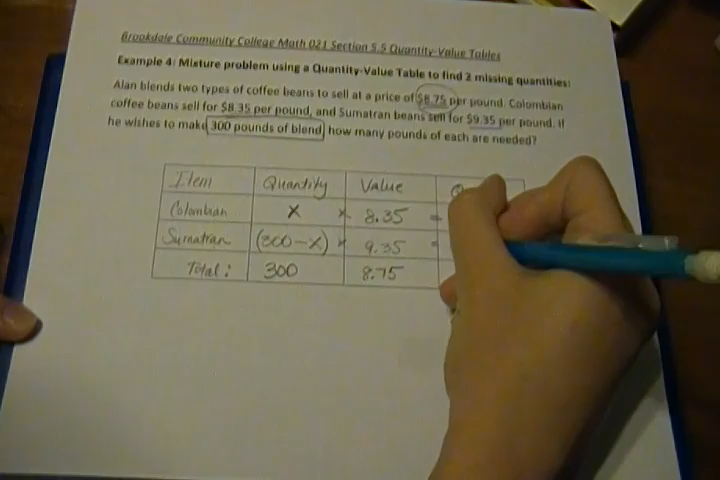 Brookdale Community College Math 021 Section 5.5 Quantity-Value Tables
Example 4: Mixture problem using a Quantity-Value Table to find 2 missing quantities:
Alan blends two types of coffee beans to sell at a price of $8.75 per pound. Colombian
coffee beans sell for $8.35 per pound, and Sumatran beans sell for $9.35 per pound. If
he wishes to make 300 pounds of blend, how many pounds of each are needed?
Item Quantity Value Q
Colombian x × 8.35 =
Sumatran (300-x) × 9.35 =
Total: 300 8.75